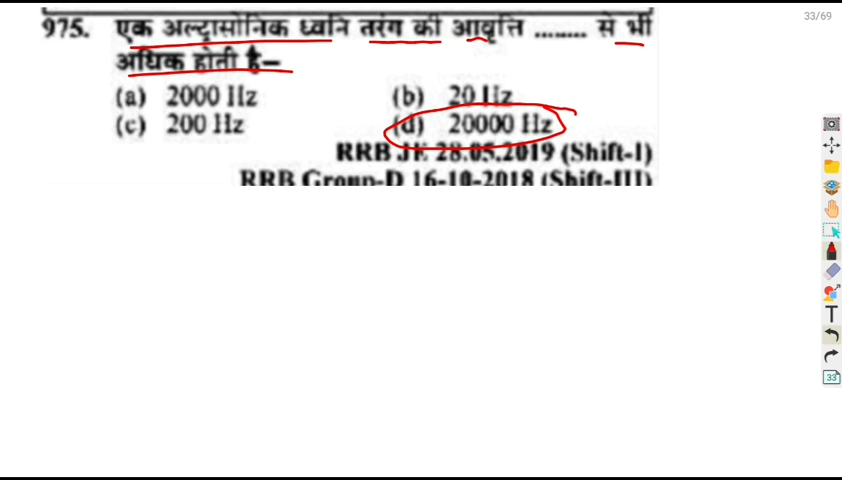 33/69
975. एक अल्ट्रासोनिक ध्वनि तरंग की आवृत्ति ........ से भी
अधिक होती है–
(a) 2000 Hz (b) 20 Hz
(c) 200 Hz (d) 20000 Hz
RRB JE 28.05.2019 (Shift-I)
RRB Group-D 16-10-2018 (Shift-III)
T
33